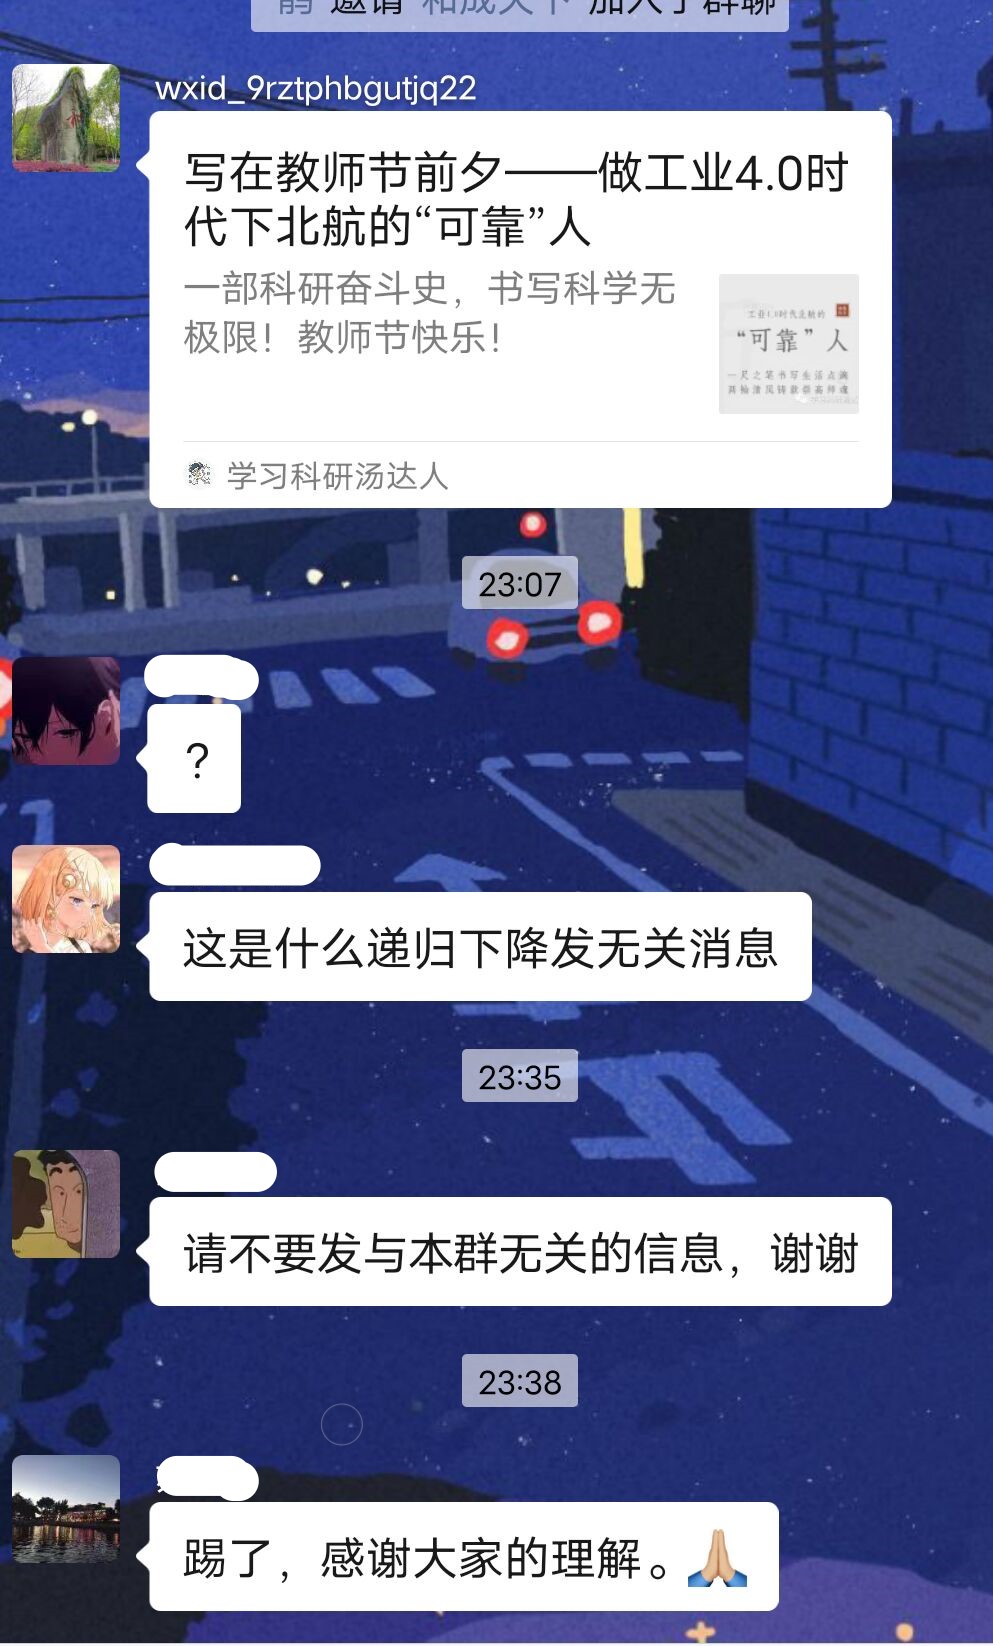 邀请"和成天下"加入了群聊
wxid_9rztphbgutjq22
写在教师节前夕——做工业4.0时
代下北航的“可靠”人
一部科研奋斗史，书写科学无
极限！教师节快乐！
工业4.0时代北航的
“可靠”人
一尺之笔书写生活点滴
两袖清风铸就崇高师魂
学习科研汤达人
23:07
?
这是什么递归下降发无关消息
23:35
请不要发与本群无关的信息，谢谢
23:38
踢了，感谢大家的理解。🙏🏼